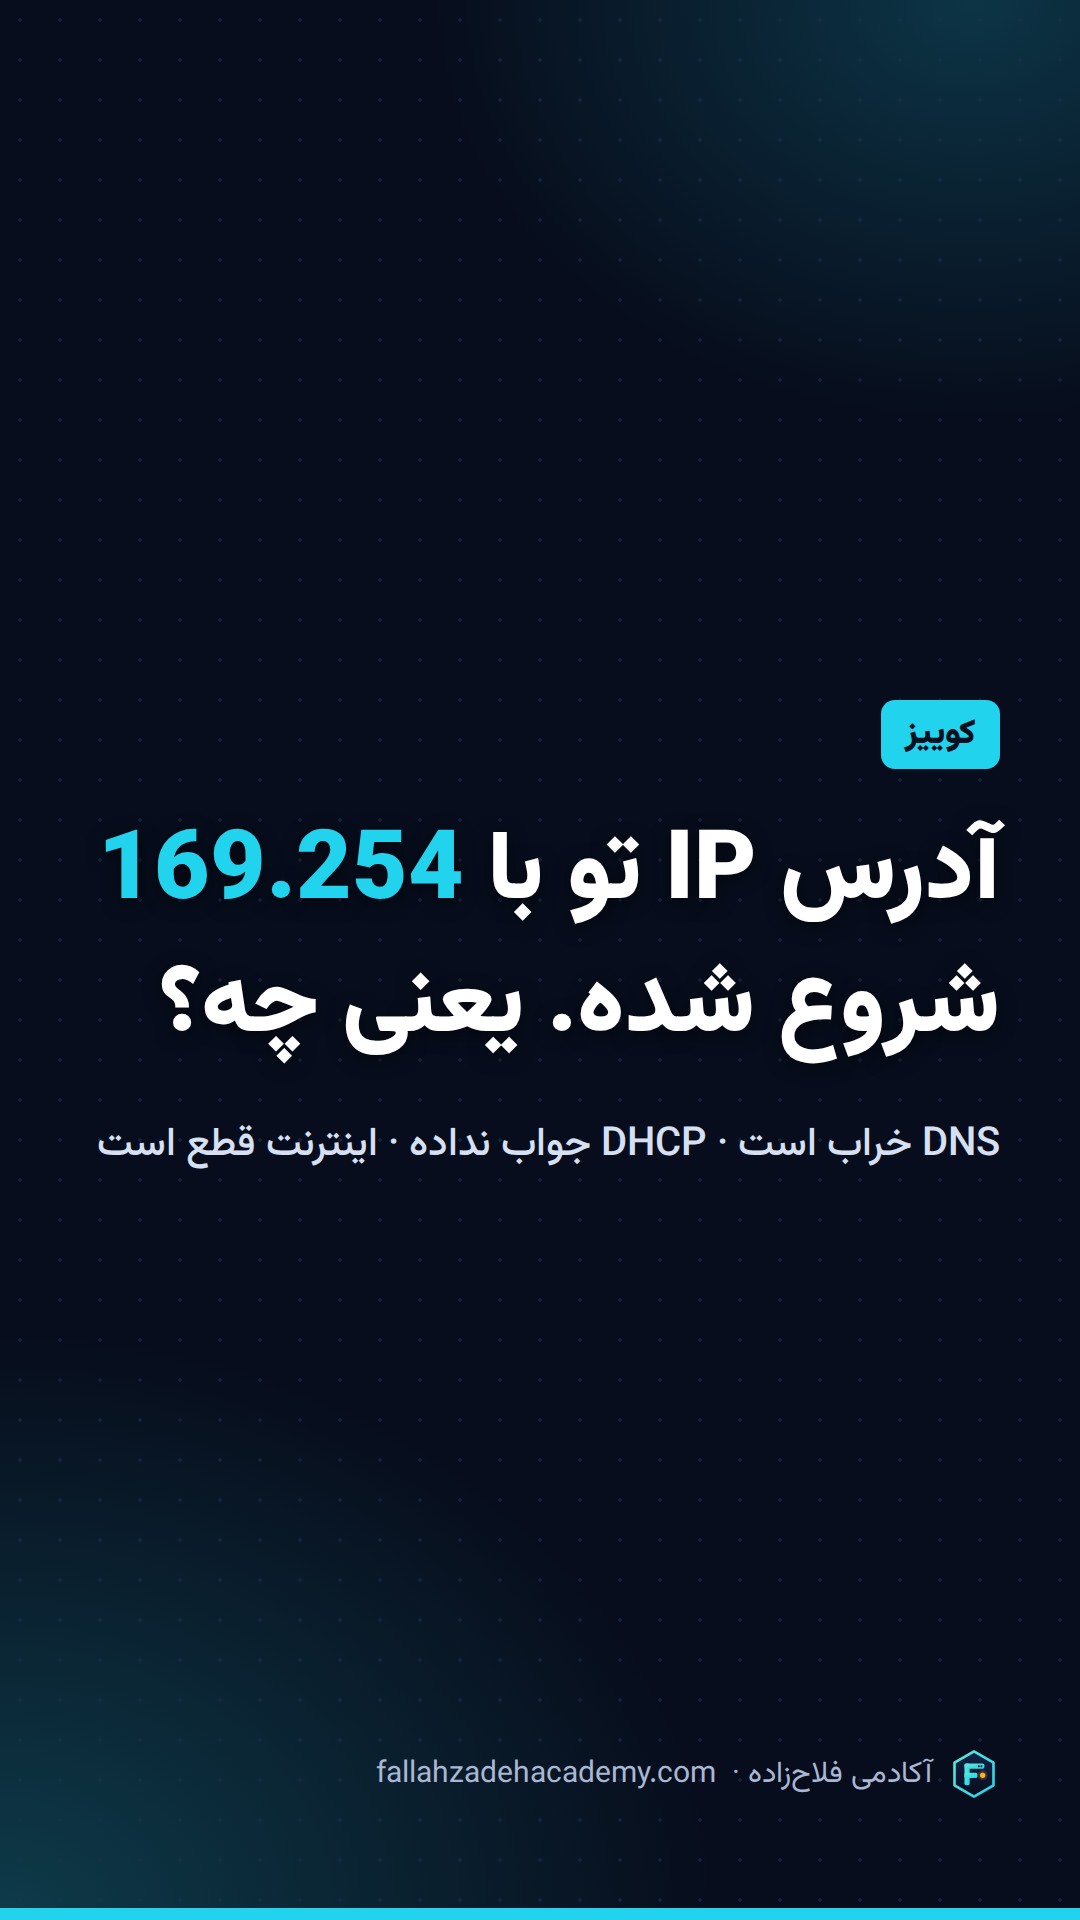 کوییز
آدرس IP تو با 169.254
شروع شده. یعنی چه؟
DNS خراب است · DHCP جواب نداده · اینترنت قطع است
آکادمی فلاح‌زاده · fallahzadehacademy.com